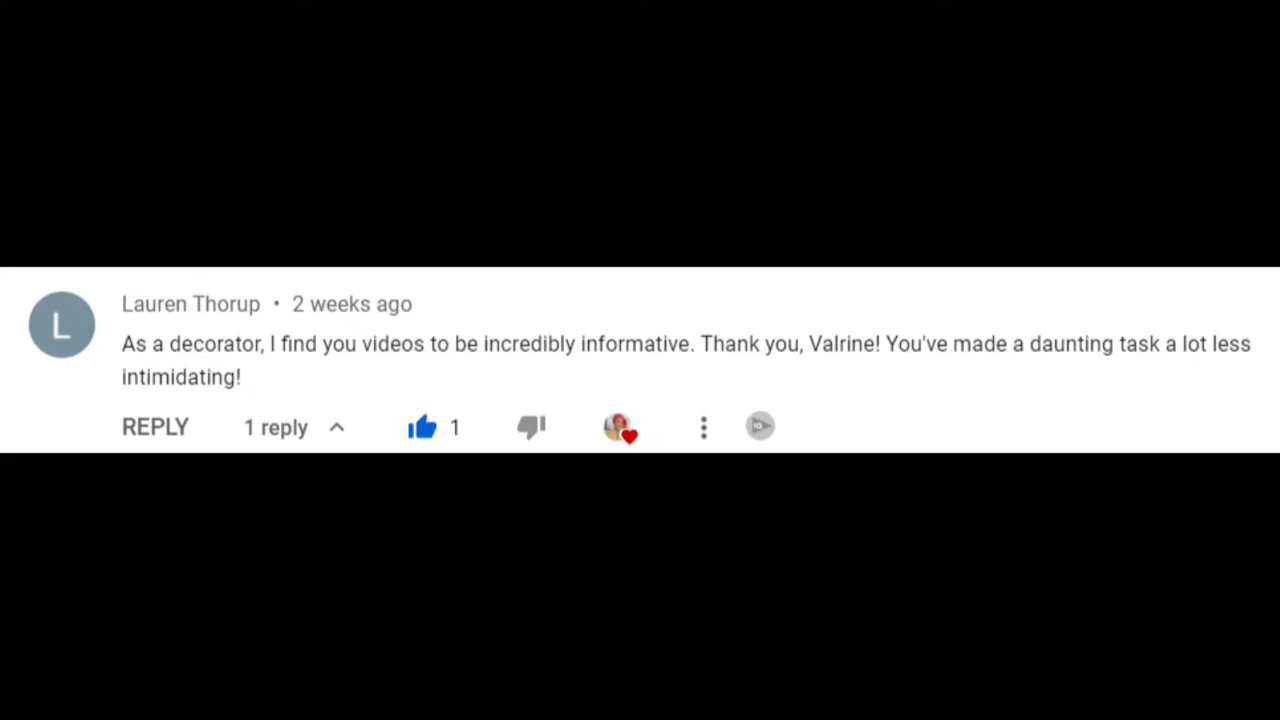 L
Lauren Thorup • 2 weeks ago
As a decorator, I find you videos to be incredibly informative. Thank you, Valrine! You've made a daunting task a lot less
intimidating!
REPLY 1 reply 1